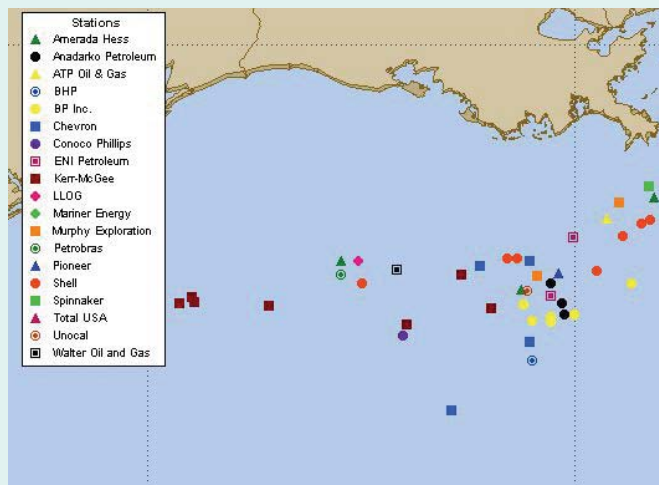 Stations
Amerada Hess
Anadarko Petroleum
ATP Oil & Gas
BHP
BP Inc.
Chevron
Conoco Phillips
ENI Petroleum
Kerr-McGee
LLOG
Mariner Energy
Murphy Exploration
Petrobras
Pioneer
Shell
Spinnaker
Total USA
Unocal
Walter Oil and Gas